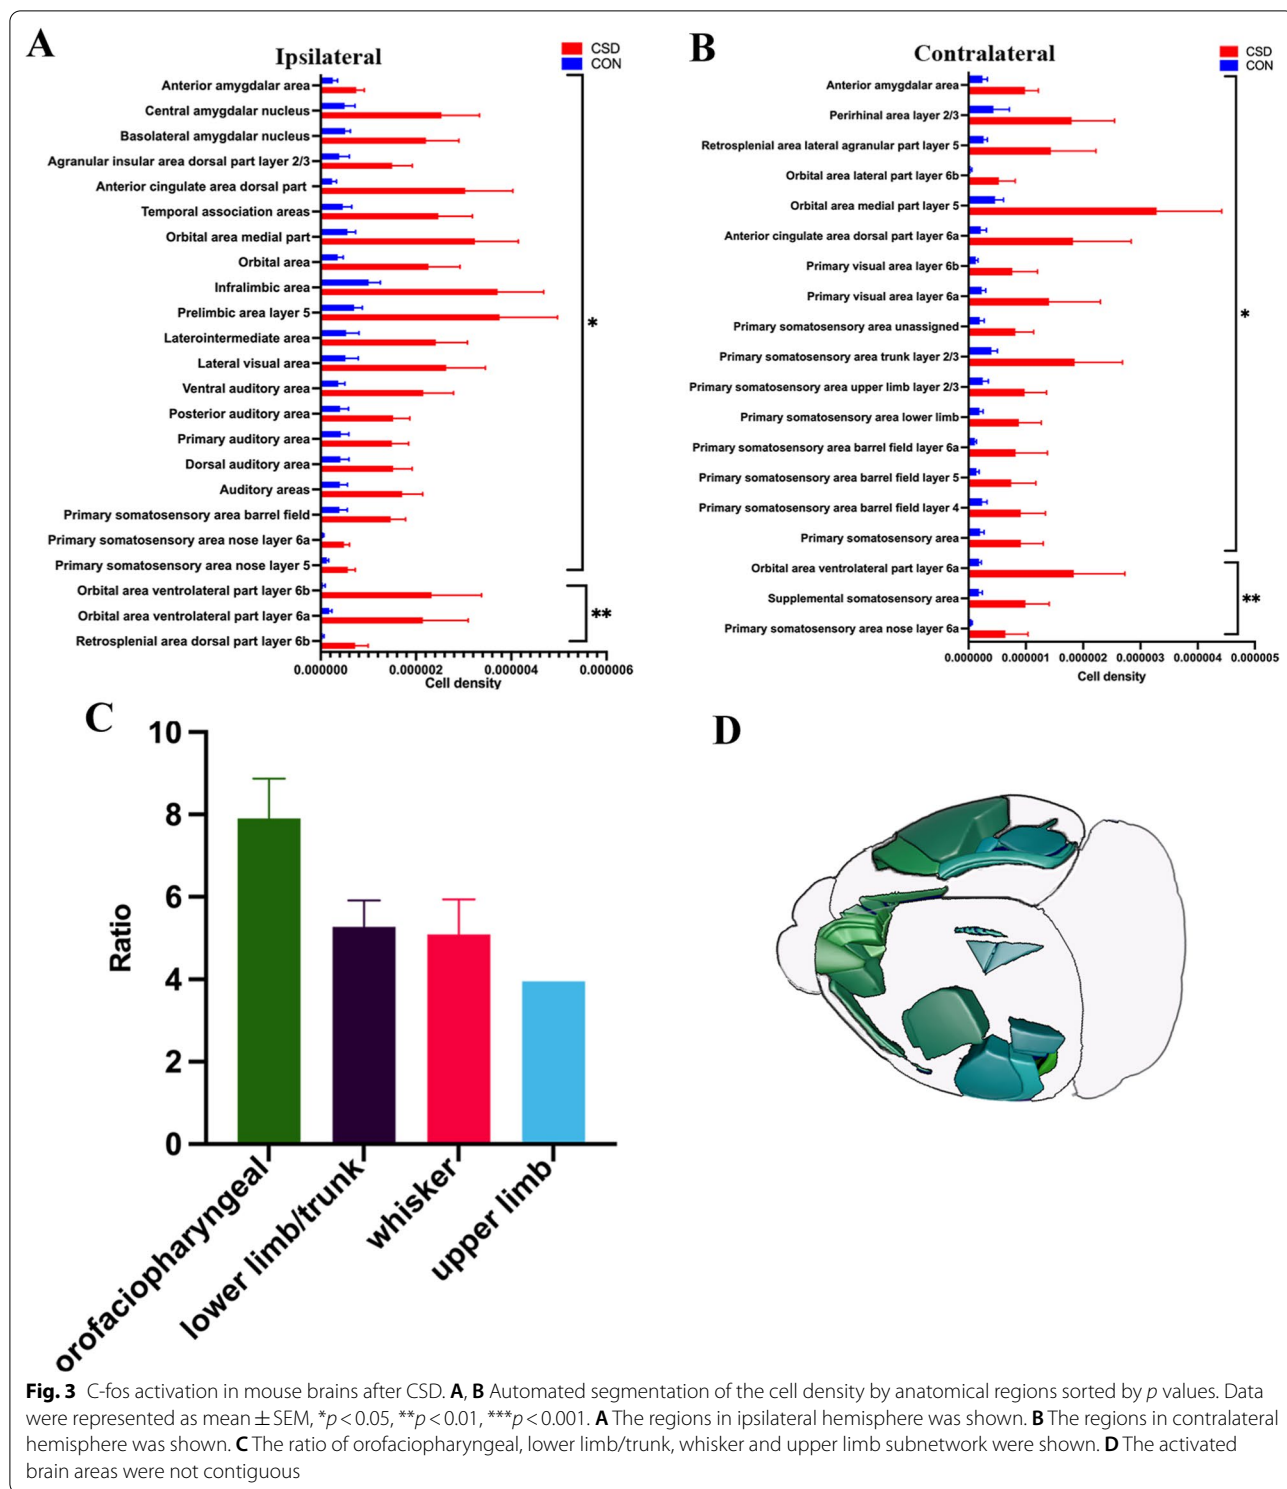 A
Ipsilateral
CSD
CON
Anterior amygdalar area
Central amygdalar nucleus
Basolateral amygdalar nucleus
Agranular insular area dorsal part layer 2/3
Anterior cingulate area dorsal part
Temporal association areas
Orbital area medial part
Orbital area
Infralimbic area
Prelimbic area layer 5
Laterointermediate area
Lateral visual area
Ventral auditory area
Posterior auditory area
Primary auditory area
Dorsal auditory area
Auditory areas
Primary somatosensory area barrel field
Primary somatosensory area nose layer 6a
Primary somatosensory area nose layer 5
Orbital area ventrolateral part layer 6b
Orbital area ventrolateral part layer 6a
Retrosplenial area dorsal part layer 6b
*
**
0.000000 0.000002 0.000004 0.000006
Cell density
B
Contralateral
CSD
CON
Anterior amygdalar area
Perirhinal area layer 2/3
Retrosplenial area lateral agranular part layer 5
Orbital area lateral part layer 6b
Orbital area medial part layer 5
Anterior cingulate area dorsal part layer 6a
Primary visual area layer 6b
Primary visual area layer 6a
Primary somatosensory area unassigned
Primary somatosensory area trunk layer 2/3
Primary somatosensory area upper limb layer 2/3
Primary somatosensory area lower limb
Primary somatosensory area barrel field layer 6a
Primary somatosensory area barrel field layer 5
Primary somatosensory area barrel field layer 4
Primary somatosensory area
Orbital area ventrolateral part layer 6a
Supplemental somatosensory area
Primary somatosensory area nose layer 6a
*
**
0.000000 0.000001 0.000002 0.000003 0.000004 0.000005
Cell density
C
Ratio
10
8
6
4
2
0
orofaciopharyngeal
lower limb/trunk
whisker
upper limb
D
Fig. 3 C-fos activation in mouse brains after CSD. A, B Automated segmentation of the cell density by anatomical regions sorted by p values. Data
were represented as mean ± SEM, *p < 0.05, **p < 0.01, ***p < 0.001. A The regions in ipsilateral hemisphere was shown. B The regions in contralateral
hemisphere was shown. C The ratio of orofaciopharyngeal, lower limb/trunk, whisker and upper limb subnetwork were shown. D The activated
brain areas were not contiguous